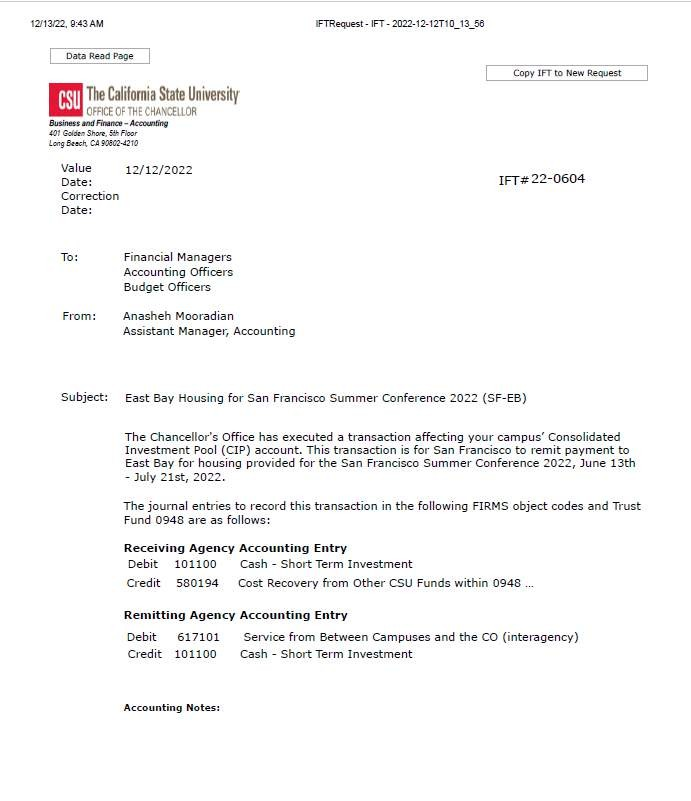 12/13/22, 9:43 AM IFTRequest - IFT - 2022-12-12T10_13_56
Data Read Page
Copy IFT to New Request
CSU The California State University
OFFICE OF THE CHANCELLOR
Business and Finance – Accounting
401 Golden Shore, 5th Floor
Long Beach, CA 90802-4210
Value 12/12/2022
Date:
IFT# 22-0604
Correction
Date:
To: Financial Managers
Accounting Officers
Budget Officers
From: Anasheh Mooradian
Assistant Manager, Accounting
Subject: East Bay Housing for San Francisco Summer Conference 2022 (SF-EB)
The Chancellor's Office has executed a transaction affecting your campus’ Consolidated
Investment Pool (CIP) account. This transaction is for San Francisco to remit payment to
East Bay for housing provided for the San Francisco Summer Conference 2022, June 13th
- July 21st, 2022.
The journal entries to record this transaction in the following FIRMS object codes and Trust
Fund 0948 are as follows:
Receiving Agency Accounting Entry
Debit 101100 Cash - Short Term Investment
Credit 580194 Cost Recovery from Other CSU Funds within 0948 ...
Remitting Agency Accounting Entry
Debit 617101 Service from Between Campuses and the CO (interagency)
Credit 101100 Cash - Short Term Investment
Accounting Notes: